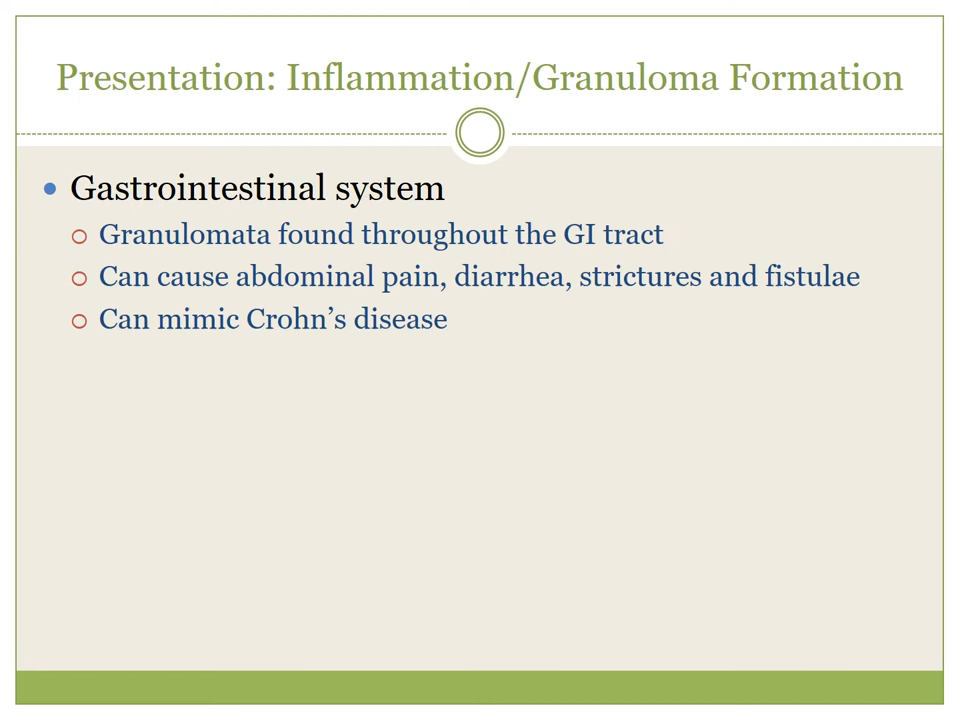 Presentation: Inflammation/Granuloma Formation
Gastrointestinal system
Granulomata found throughout the GI tract
Can cause abdominal pain, diarrhea, strictures and fistulae
Can mimic Crohn’s disease